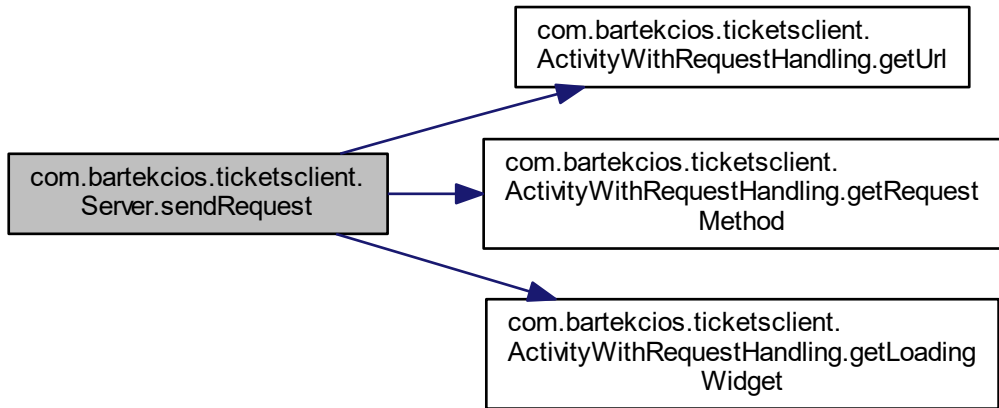 com.bartekcios.ticketsclient.
Server.sendRequest
com.bartekcios.ticketsclient.
ActivityWithRequestHandling.getUrl
com.bartekcios.ticketsclient.
ActivityWithRequestHandling.getRequest
Method
com.bartekcios.ticketsclient.
ActivityWithRequestHandling.getLoading
Widget